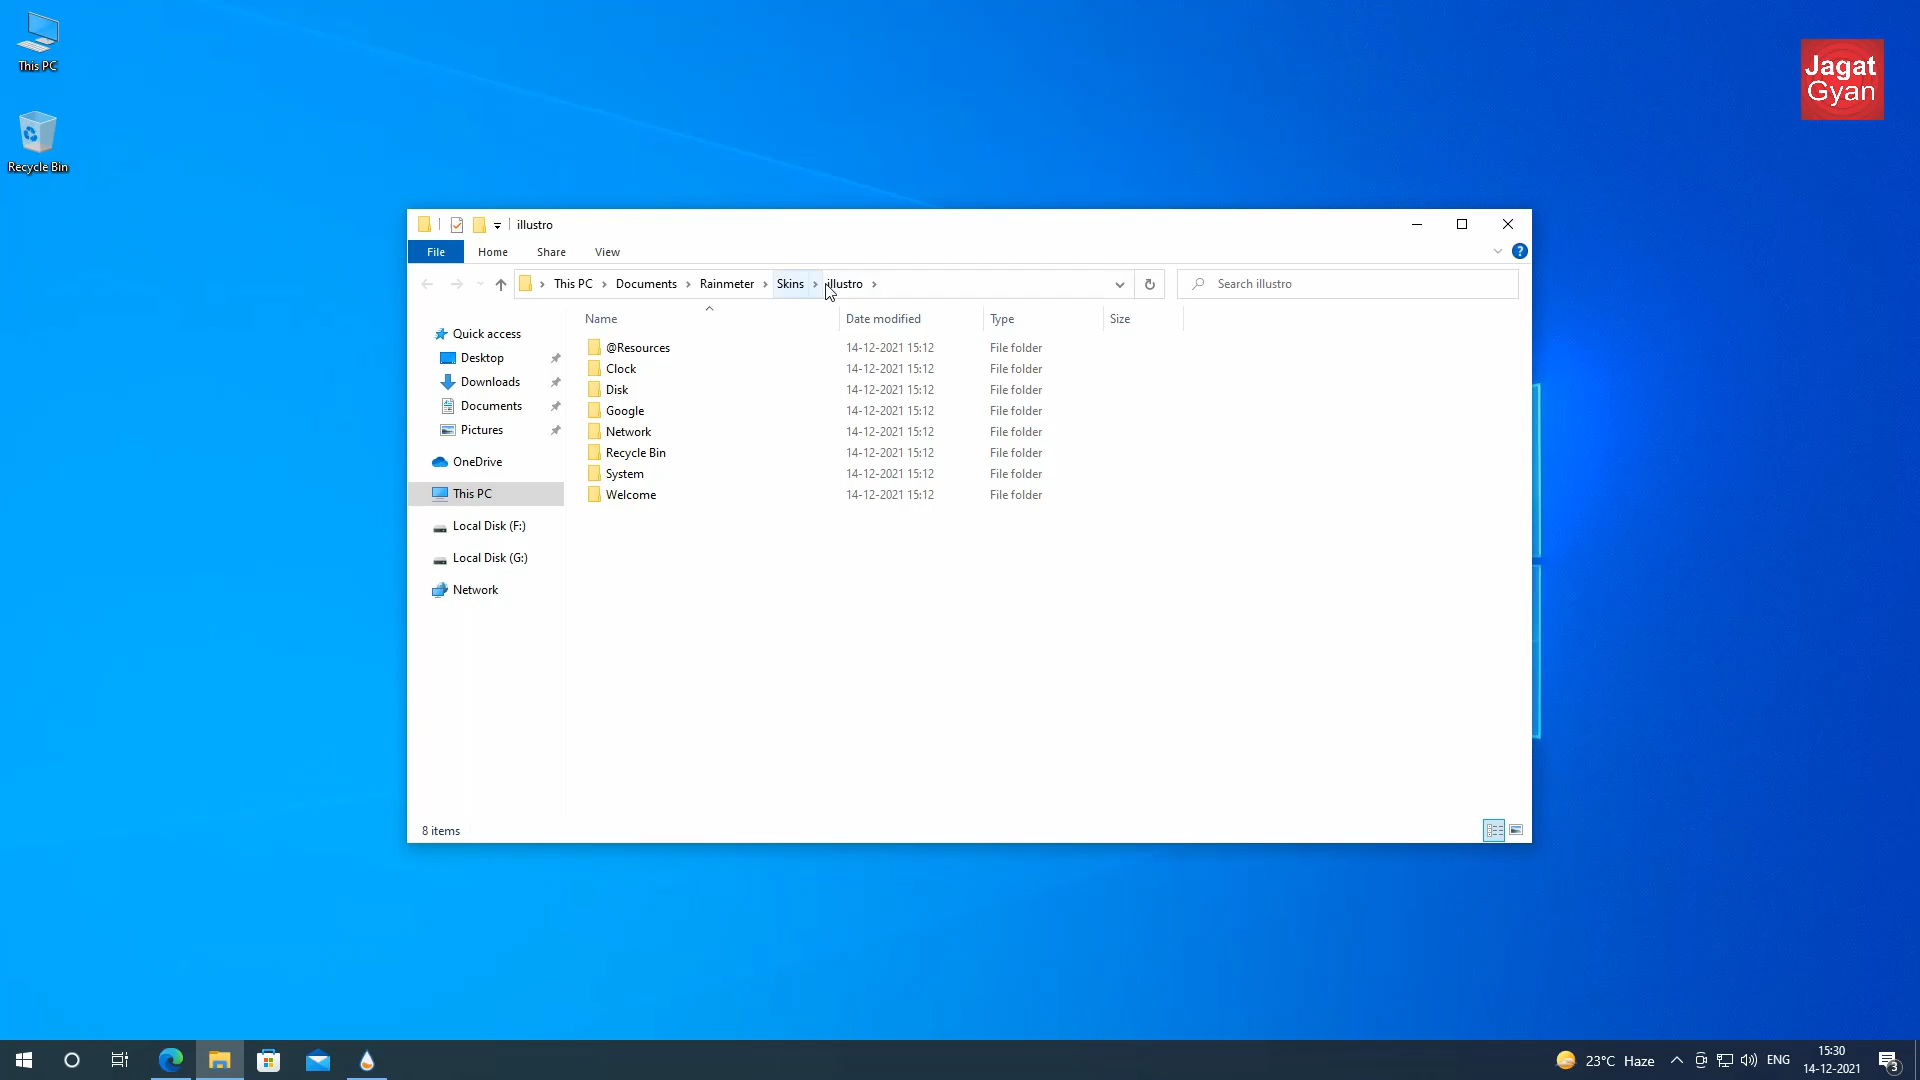 This PC
Recycle Bin
Jagat
Gyan
illustro
File Home Share View
This PC Documents Rainmeter Skins illustro
Search illustro
Name Date modified Type Size
Quick access
Desktop
Downloads
Documents
Pictures
OneDrive
This PC
Local Disk (F:)
Local Disk (G:)
Network
@Resources 14-12-2021 15:12 File folder
Clock 14-12-2021 15:12 File folder
Disk 14-12-2021 15:12 File folder
Google 14-12-2021 15:12 File folder
Network 14-12-2021 15:12 File folder
Recycle Bin 14-12-2021 15:12 File folder
System 14-12-2021 15:12 File folder
Welcome 14-12-2021 15:12 File folder
8 items
23°C Haze
ENG
15:30
14-12-2021
3